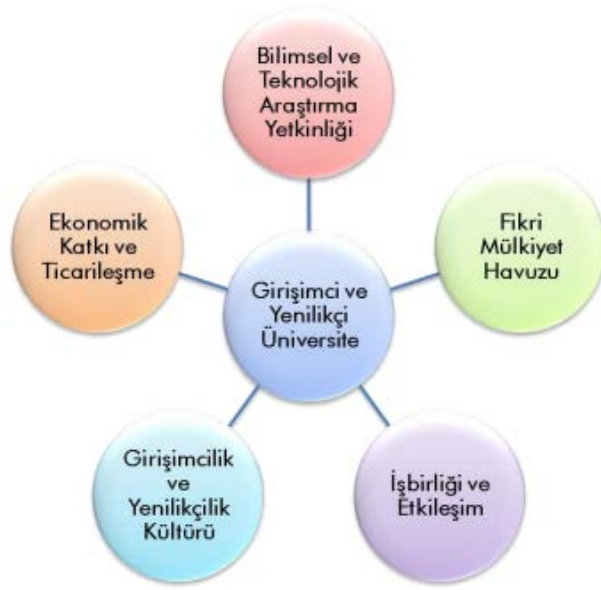 Bilimsel ve
Teknolojik
Araştırma
Yetkinliği
Ekonomik
Katkı ve
Ticarileşme
Fikri
Mülkiyet
Havuzu
Girişimci ve
Yenilikçi
Üniversite
Girişimcilik
ve
Yenilikçilik
Kültürü
İşbirliği ve
Etkileşim